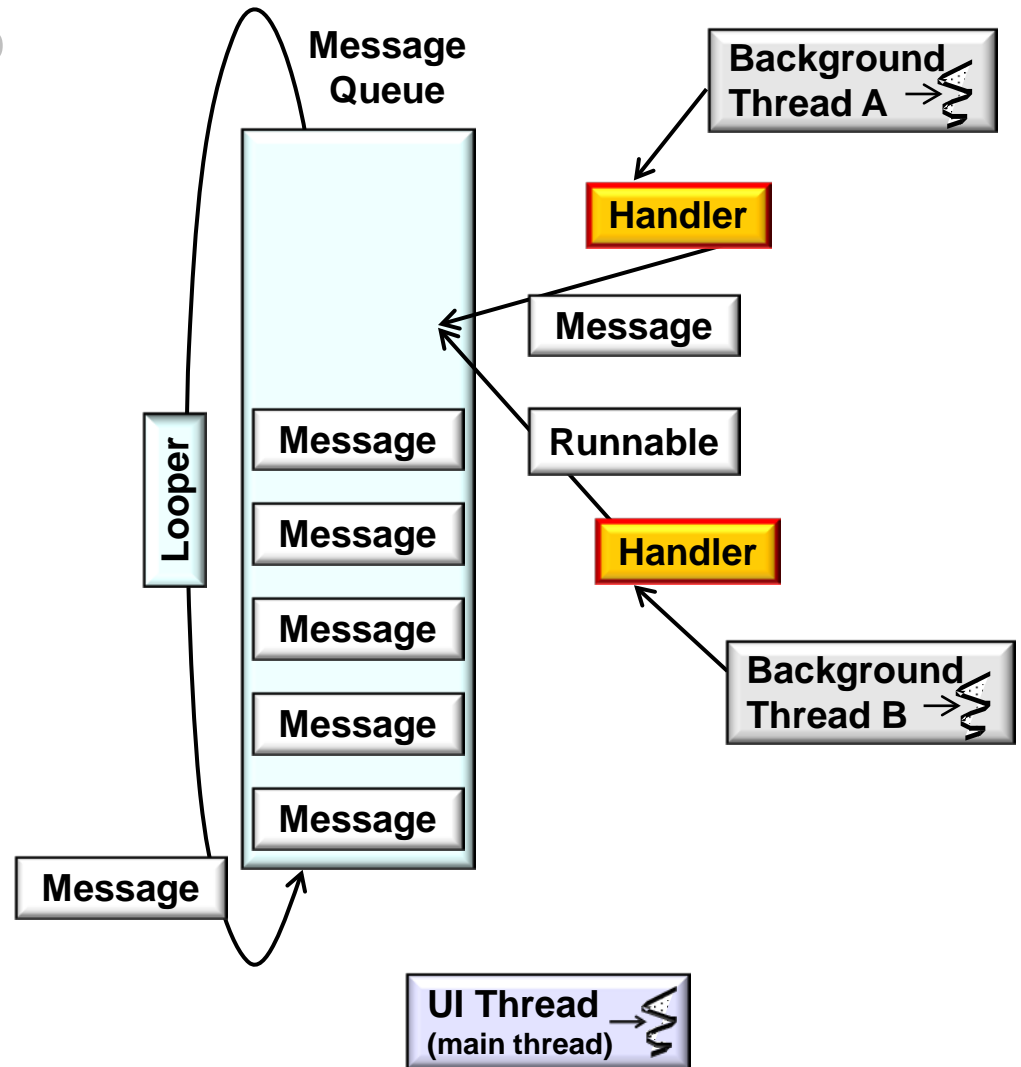 Message
Queue
Background
Thread A
Handler
Message
Runnable
Handler
Background
Thread B
Looper
Message
Message
Message
Message
Message
Message
UI Thread
(main thread)